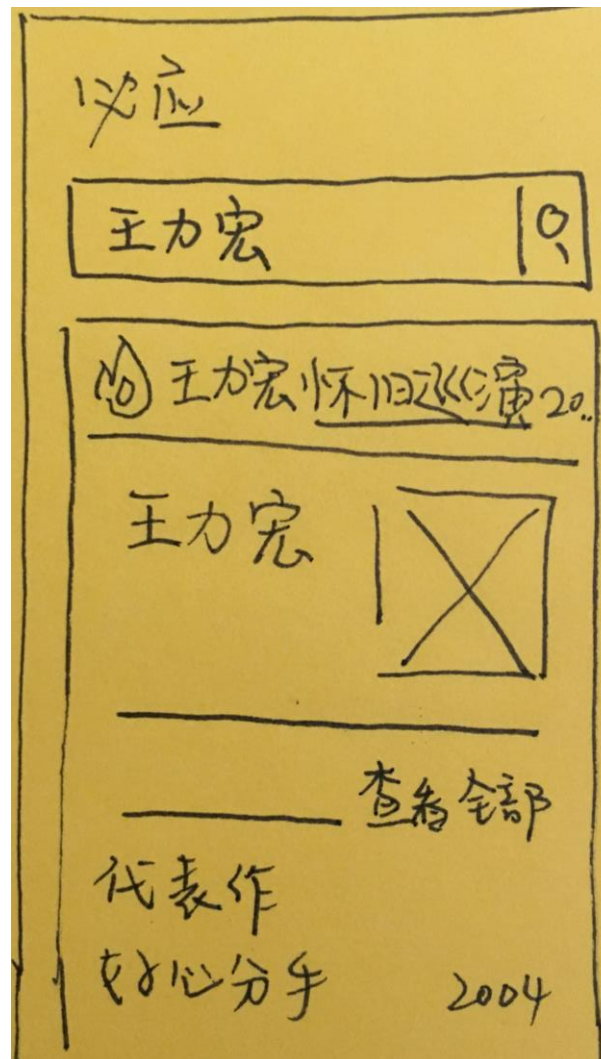 必应
王力宏
王力宏怀旧巡演20..
王力宏
查看全部
代表作
好心分手 2004